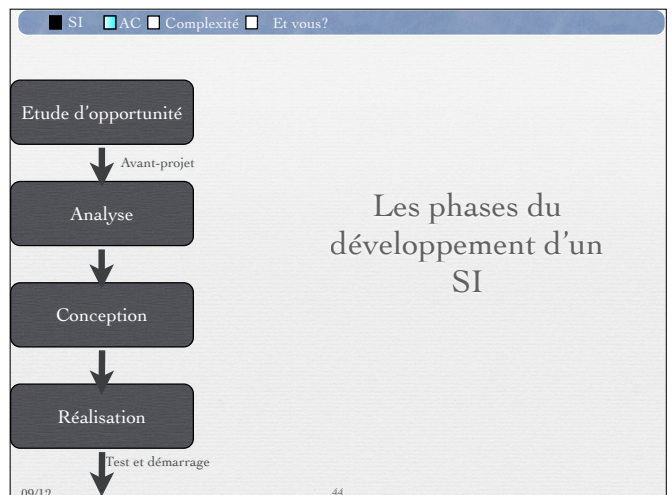 SI AC Complexité Et vous?
Etude d'opportunité
Avant-projet
Analyse
Les phases du
développement d'un
SI
Conception
Réalisation
Test et démarrage
09/12
44